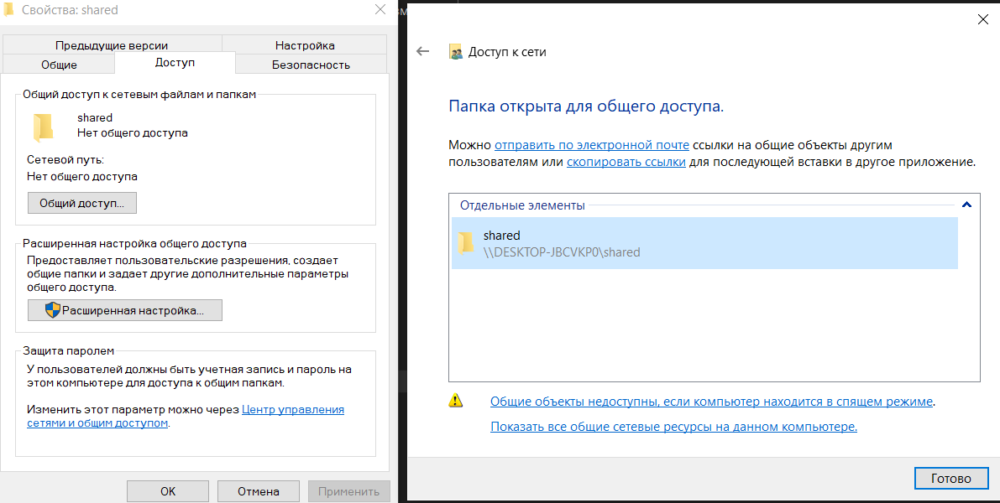 Свойства: shared
Предыдущие версии
Настройка
Общие
Доступ
Безопасность
Общий доступ к сетевым файлам и папкам
shared
Нет общего доступа
Сетевой путь:
Нет общего доступа
Общий доступ...
Расширенная настройка общего доступа
Предоставляет пользовательские разрешения, создает
общие папки и задает другие дополнительные параметры
общего доступа.
Расширенная настройка...
Защита паролем
У пользователей должны быть учетная запись и пароль на
этом компьютере для доступа к общим папкам.
Изменить этот параметр можно через Центр управления
сетями и общим доступом.
OK
Отмена
Применить
Доступ к сети
Папка открыта для общего доступа.
Можно отправить по электронной почте ссылки на общие объекты другим
пользователям или скопировать ссылки для последующей вставки в другое приложение.
Отдельные элементы
shared
\\DESKTOP-JBCVKP0\shared
Общие объекты недоступны, если компьютер находится в спящем режиме.
Показать все общие сетевые ресурсы на данном компьютере.
Готово